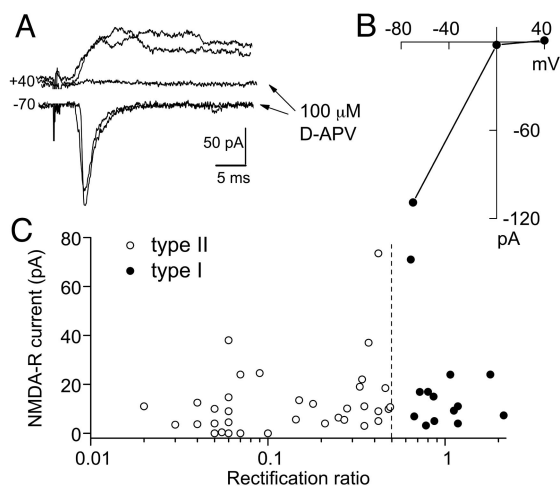 A
+40
-70
100 μM
D-APV
50 pA
5 ms
B
-80 -40 40
mV
-60
-120
pA
C
80
60
40
20
0
NMDA-R current (pA)
type II
type I
0.01 0.1 1
Rectification ratio